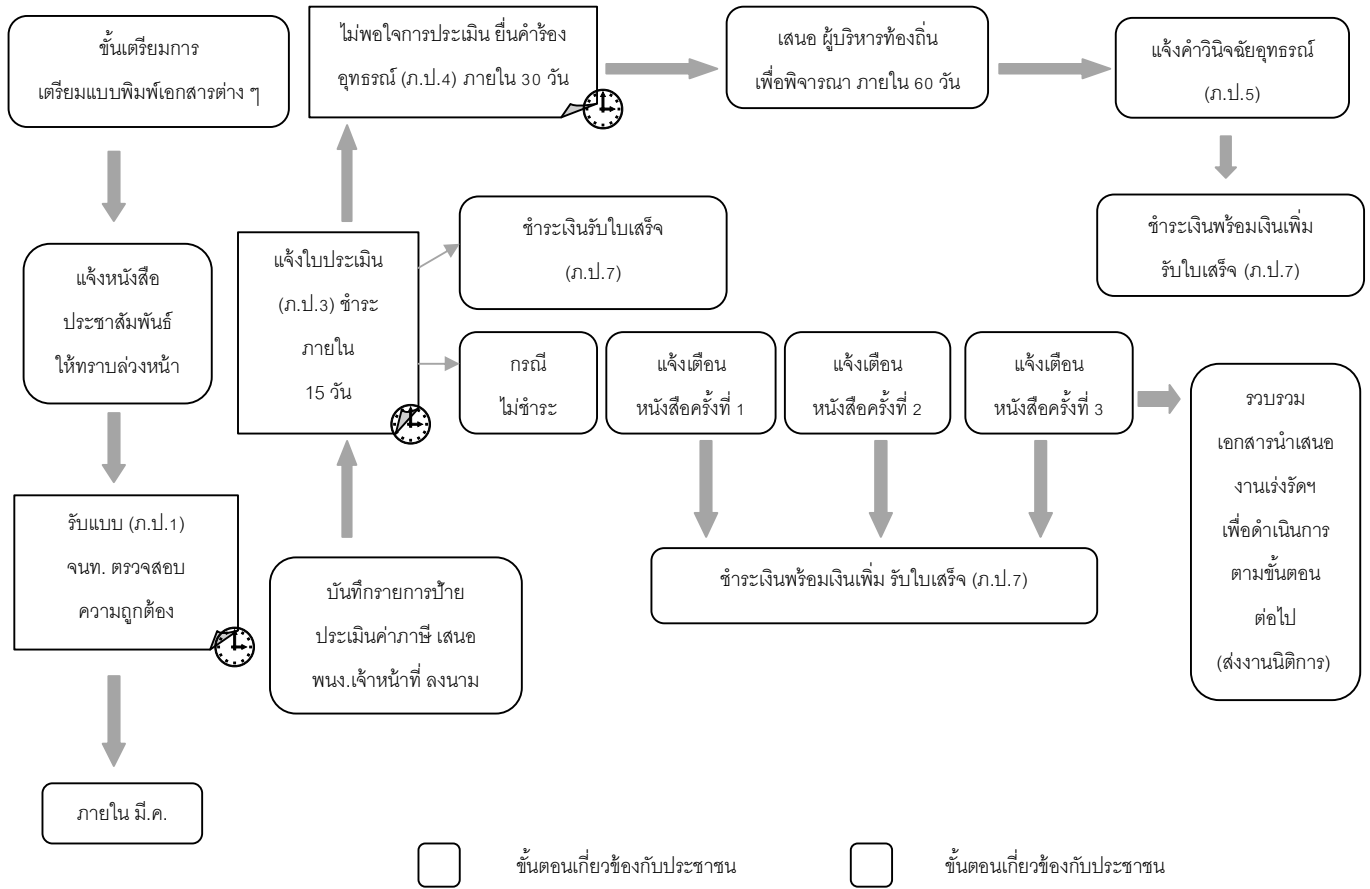 ขั้นเตรียมการ
เตรียมแบบพิมพ์เอกสารต่าง ๆ
แจ้งหนังสือ
ประชาสัมพันธ์
ให้ทราบล่วงหน้า
รับแบบ (ภ.ป.1)
จนท. ตรวจสอบ
ความถูกต้อง
ภายใน มี.ค.
บันทึกรายการป้าย
ประเมินค่าภาษี เสนอ
พนง.เจ้าหน้าที่ ลงนาม
แจ้งใบประเมิน
(ภ.ป.3) ชำระ
ภายใน
15 วัน
ไม่พอใจการประเมิน ยื่นคำร้อง
อุทธรณ์ (ภ.ป.4) ภายใน 30 วัน
เสนอ ผู้บริหารท้องถิ่น
เพื่อพิจารณา ภายใน 60 วัน
แจ้งคำวินิจฉัยอุทธรณ์
(ภ.ป.5)
ชำระเงินพร้อมเงินเพิ่ม
รับใบเสร็จ (ภ.ป.7)
ชำระเงินรับใบเสร็จ
(ภ.ป.7)
กรณี
ไม่ชำระ
แจ้งเตือน
หนังสือครั้งที่ 1
แจ้งเตือน
หนังสือครั้งที่ 2
แจ้งเตือน
หนังสือครั้งที่ 3
ชำระเงินพร้อมเงินเพิ่ม รับใบเสร็จ (ภ.ป.7)
รวบรวม
เอกสารนำเสนอ
งานเร่งรัดฯ
เพื่อดำเนินการ
ตามขั้นตอน
ต่อไป
(ส่งงานนิติการ)
ขั้นตอนเกี่ยวข้องกับประชาชน
ขั้นตอนเกี่ยวข้องกับประชาชน